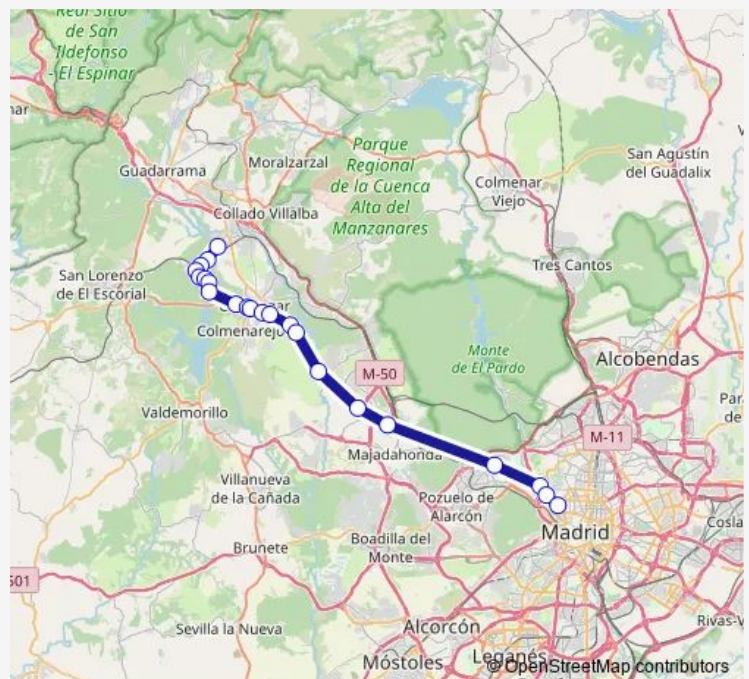 Real Sitio
de San
Ildefonso
- El Espinar
Guadarrama
Moralzarzal
Parque
Regional
de la Cuenca
Alta del
Manzanares
San Agustín
del Guadalix
Colmenar
Viejo
Collado Villalba
Tres Cantos
San Lorenzo
de El Escorial
Colmenarejo
Monte
de El Pardo
Alcobendas
M-50
Valdemorillo
M-11
Majadahonda
Villanueva
de la Cañada
Pozuelo de
Alarcón
Madrid
Boadilla del
Monte
Brunete
501
Sevilla la Nueva
Alcorcón
Rivas-V
Móstoles
Leganés
© OpenStreetMap contributors